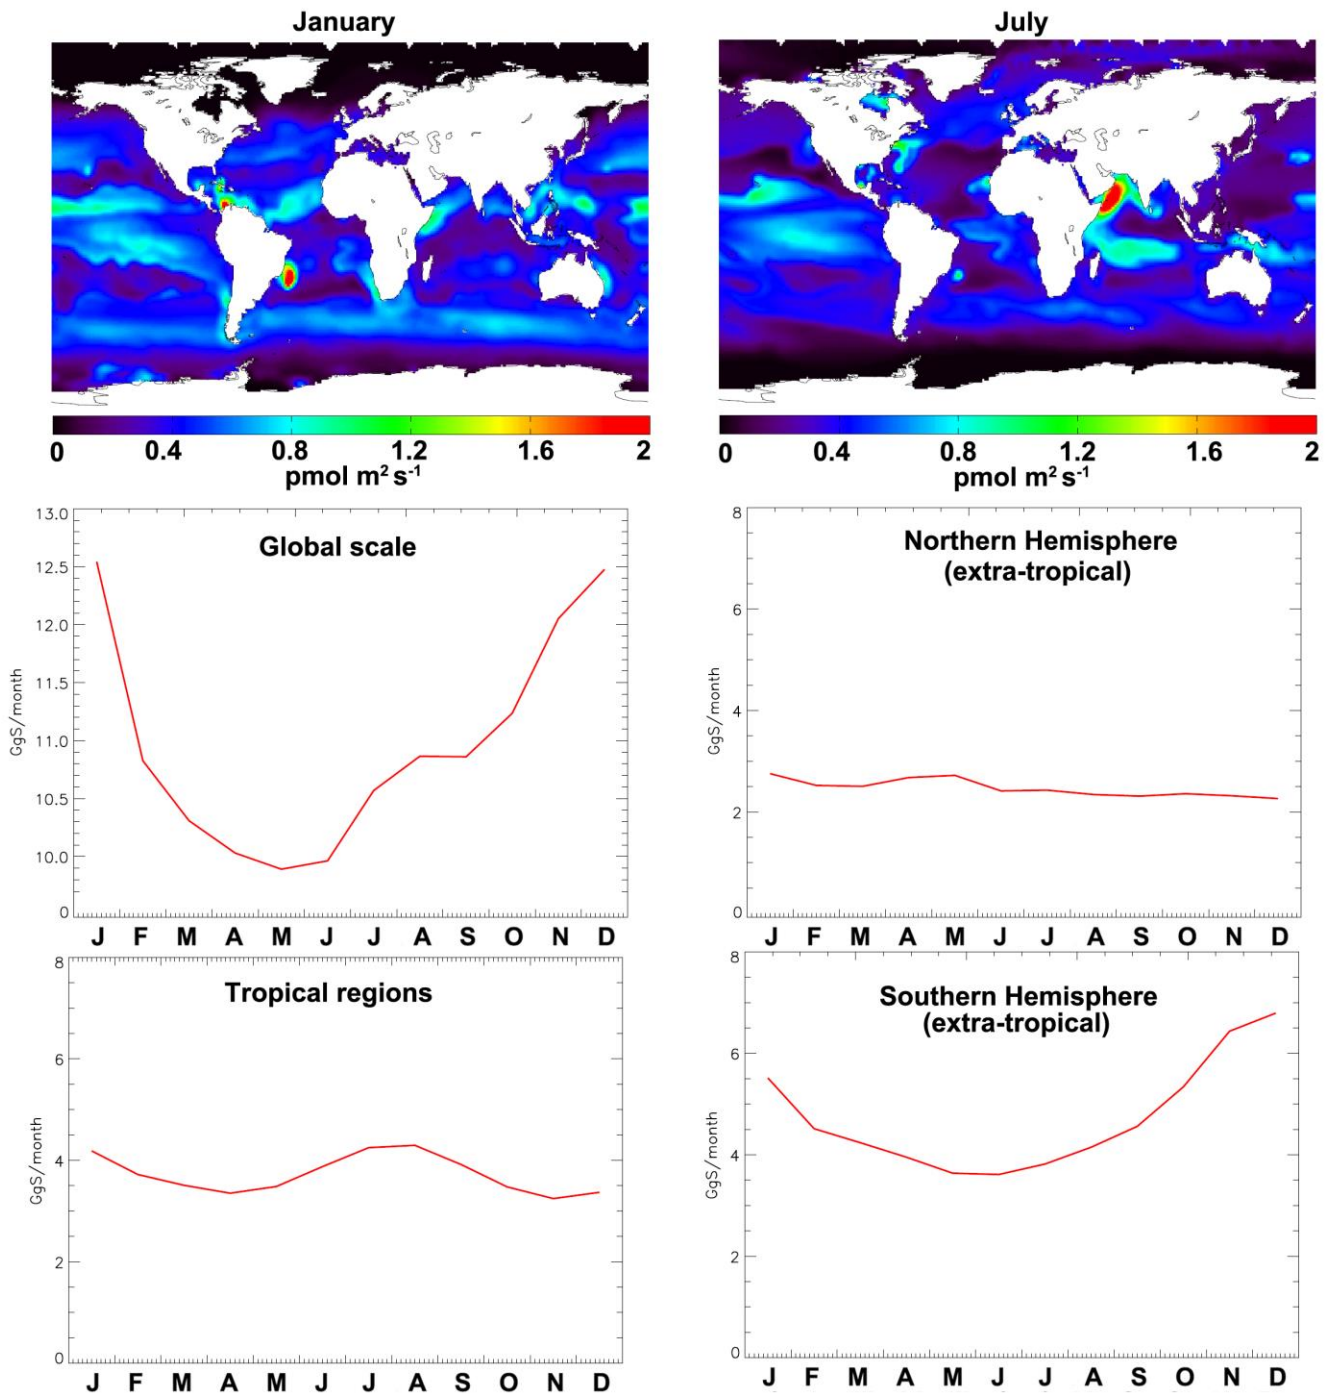 January
July
0 0.4 0.8 1.2 1.6 2
pmol m² s⁻¹
0 0.4 0.8 1.2 1.6 2
pmol m² s⁻¹
Global scale
13.0
12.5
12.0
11.5
11.0
10.5
10.0
0
GgS/month
J F M A M J J A S O N D
Northern Hemisphere
(extra-tropical)
8
6
4
2
0
GgS/month
J F M A M J J A S O N D
Tropical regions
8
6
4
2
0
GgS/month
J F M A M J J A S O N D
Southern Hemisphere
(extra-tropical)
8
6
4
2
0
GgS/month
J F M A M J J A S O N D